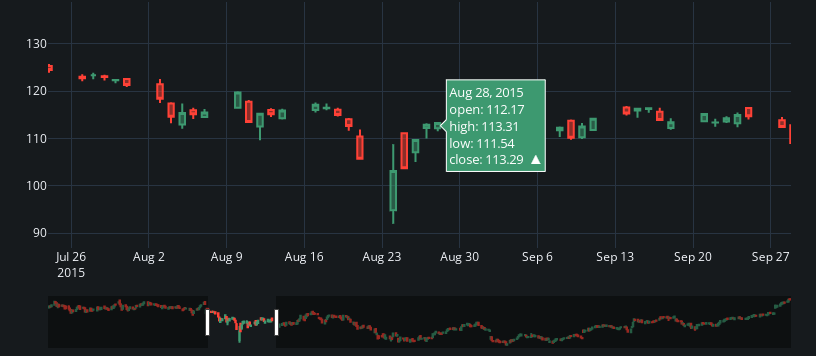 130
120
110
100
90
Aug 28, 2015
open: 112.17
high: 113.31
low: 111.54
close: 113.29 ▲
Jul 26 Aug 2 Aug 9 Aug 16 Aug 23 Aug 30 Sep 6 Sep 13 Sep 20 Sep 27
2015